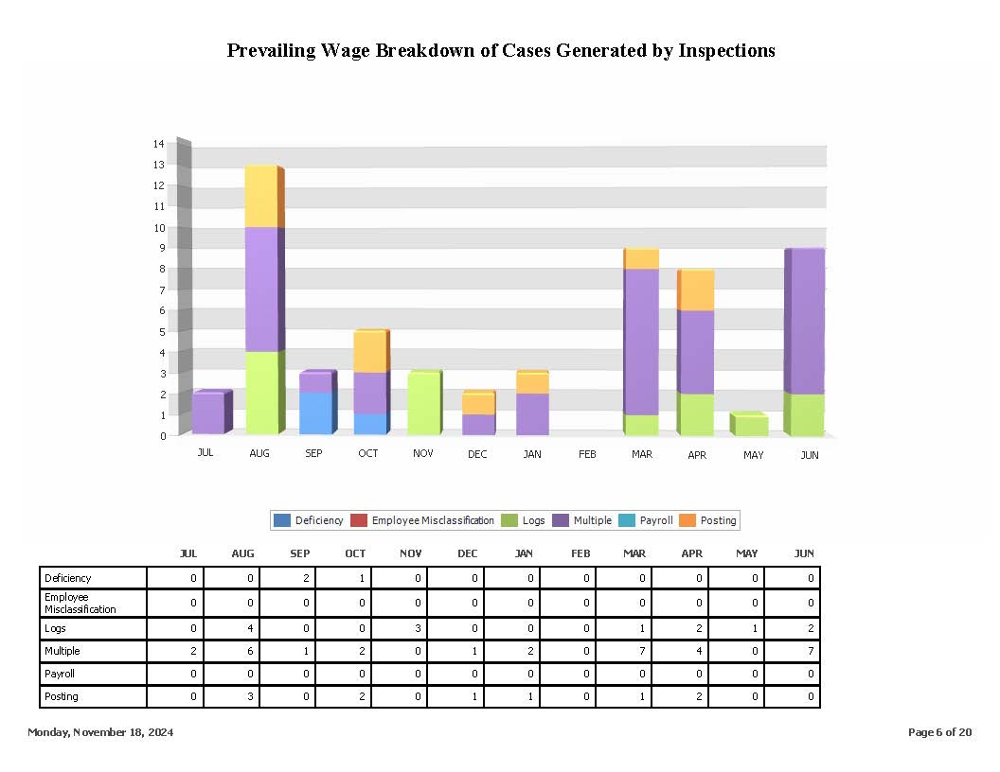 Prevailing Wage Breakdown of Cases Generated by Inspections
14
13
12
11
10
9
8
7
6
5
4
3
2
1
0
JUL AUG SEP OCT NOV DEC JAN FEB MAR APR MAY JUN
Deficiency Employee Misclassification Logs Multiple Payroll Posting
JUL AUG SEP OCT NOV DEC JAN FEB MAR APR MAY JUN
Deficiency 0 0 2 1 0 0 0 0 0 0 0 0
Employee
Misclassification 0 0 0 0 0 0 0 0 0 0 0 0
Logs 0 4 0 0 3 0 0 0 1 2 1 2
Multiple 2 6 1 2 0 1 2 0 7 4 0 7
Payroll 0 0 0 0 0 0 0 0 0 0 0 0
Posting 0 3 0 2 0 1 1 0 1 2 0 0
Monday, November 18, 2024 Page 6 of 20